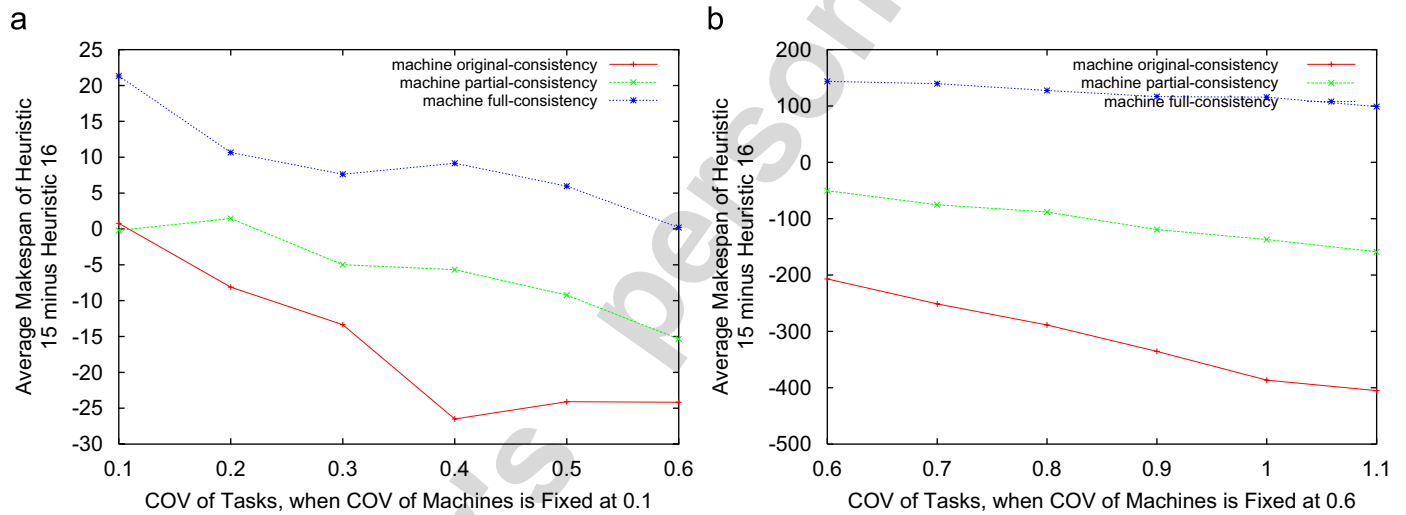 a
25
20
15
10
5
0
-5
-10
-15
-20
-25
-30
0.1 0.2 0.3 0.4 0.5 0.6
machine original-consistency
machine partial-consistency
machine full-consistency
Average Makespan of Heuristic
15 minus Heuristic 16
COV of Tasks, when COV of Machines is Fixed at 0.1
b
200
100
0
-100
-200
-300
-400
-500
0.6 0.7 0.8 0.9 1 1.1
machine original-consistency
machine partial-consistency
machine full-consistency
Average Makespan of Heuristic
15 minus Heuristic 16
COV of Tasks, when COV of Machines is Fixed at 0.6
's person